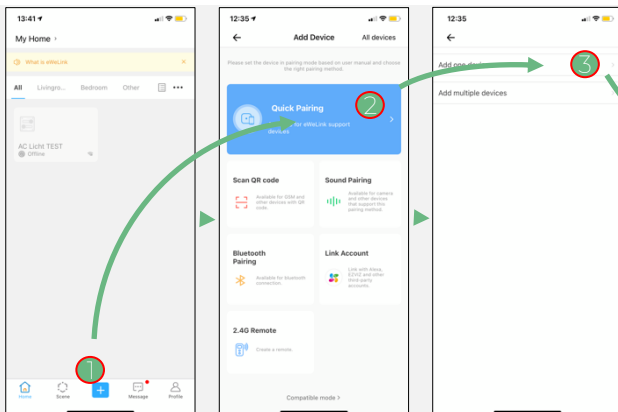 13:41
My Home >
What is eWeLink
All Livingro... Bedroom Other
AC Licht TEST
Offline
1
Home Scene Message Profile
12:35
Add Device All devices
Please set the device in pairing mode based on user manual and choose
the right pairing method.
Quick Pairing
2
for eWeLink support
devices
Scan QR code
Available for GSM and
other devices with QR
code.
Sound Pairing
Available for camera
and other devices
that support this
pairing method.
Bluetooth
Pairing
Available for bluetooth
connection.
Link Account
Link with Alexa,
EZVIZ and other
third-party
accounts
2.4G Remote
Create a remote.
Compatible mode >
12:35
Add one
3
Add multiple devices